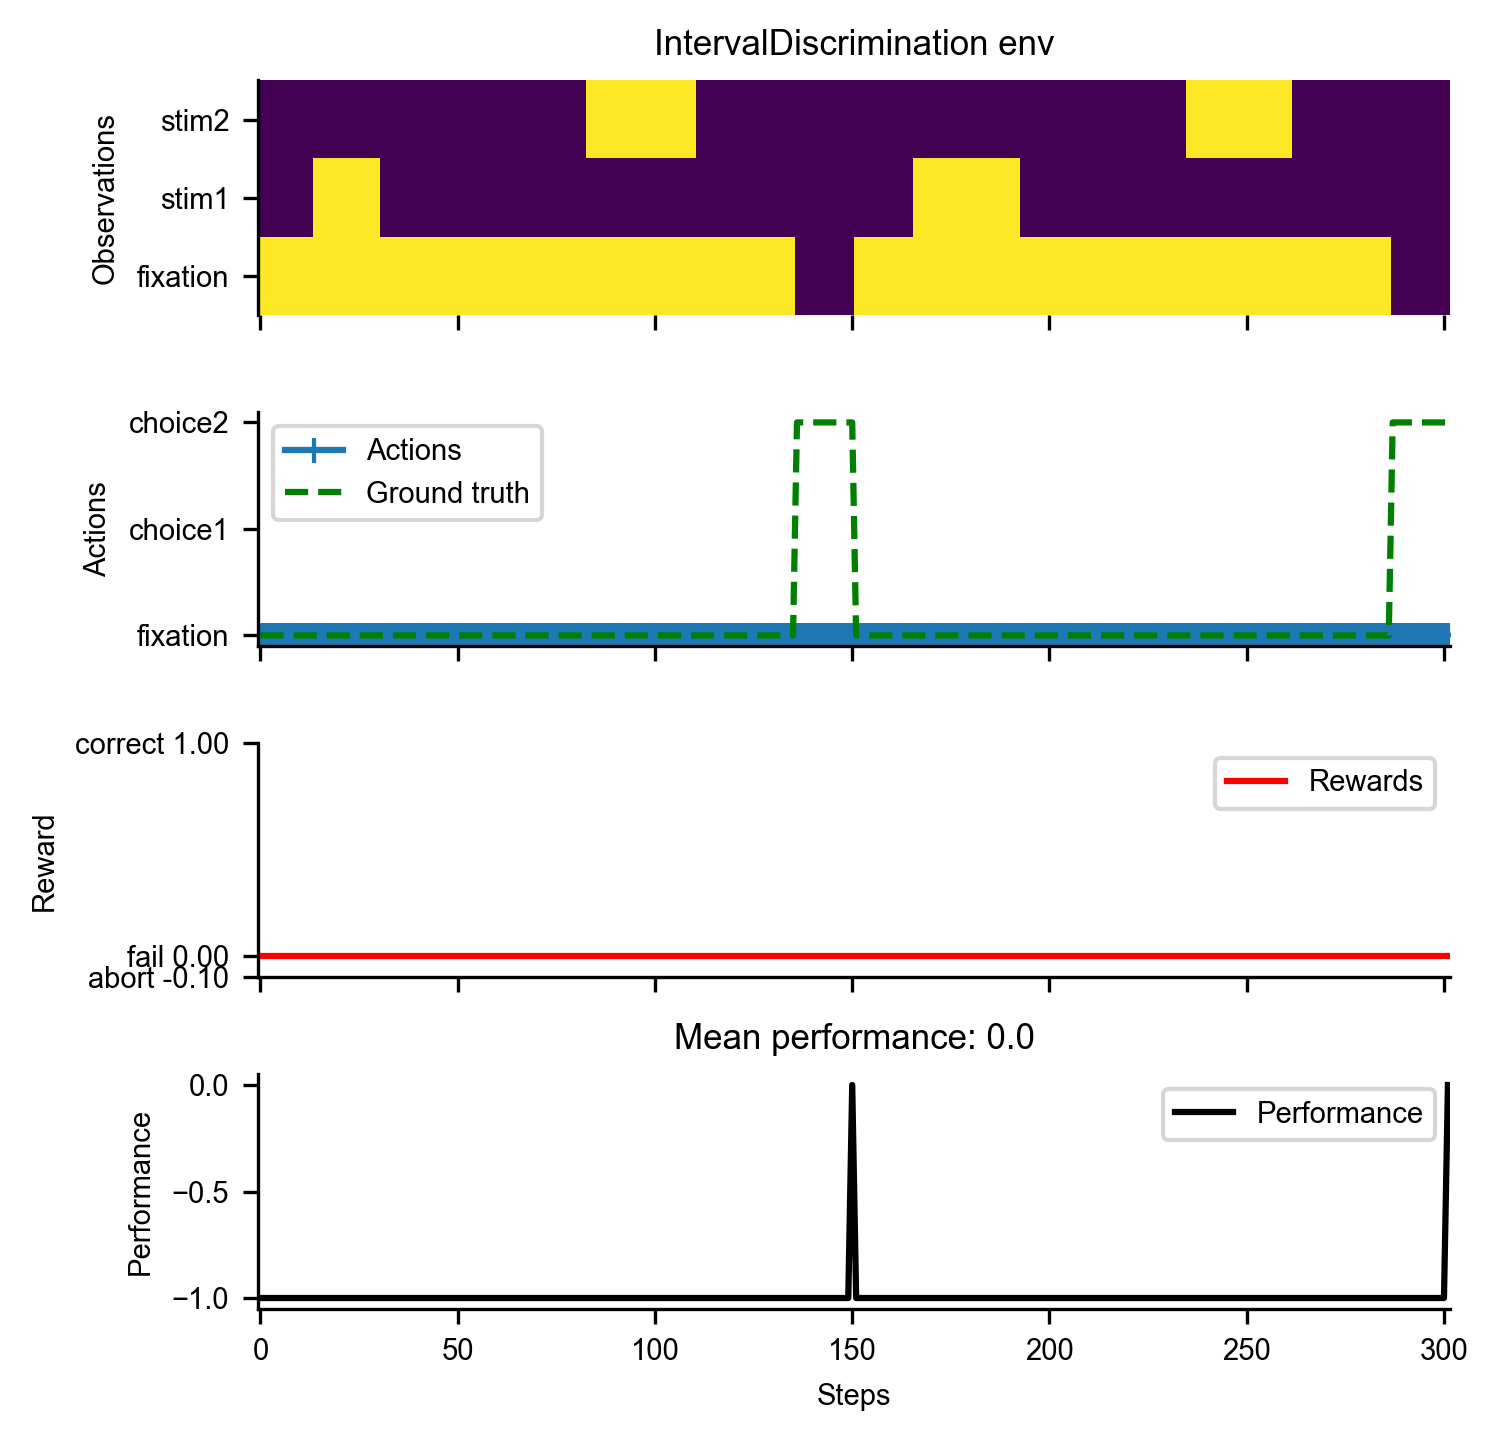 IntervalDiscrimination env
Observations
stim2
stim1
fixation
Actions
choice2
choice1
fixation
Actions
Ground truth
Reward
correct 1.00
fail 0.00
abort -0.10
Rewards
Mean performance: 0.0
Performance
0.0
−0.5
−1.0
Performance
0 50 100 150 200 250 300
Steps